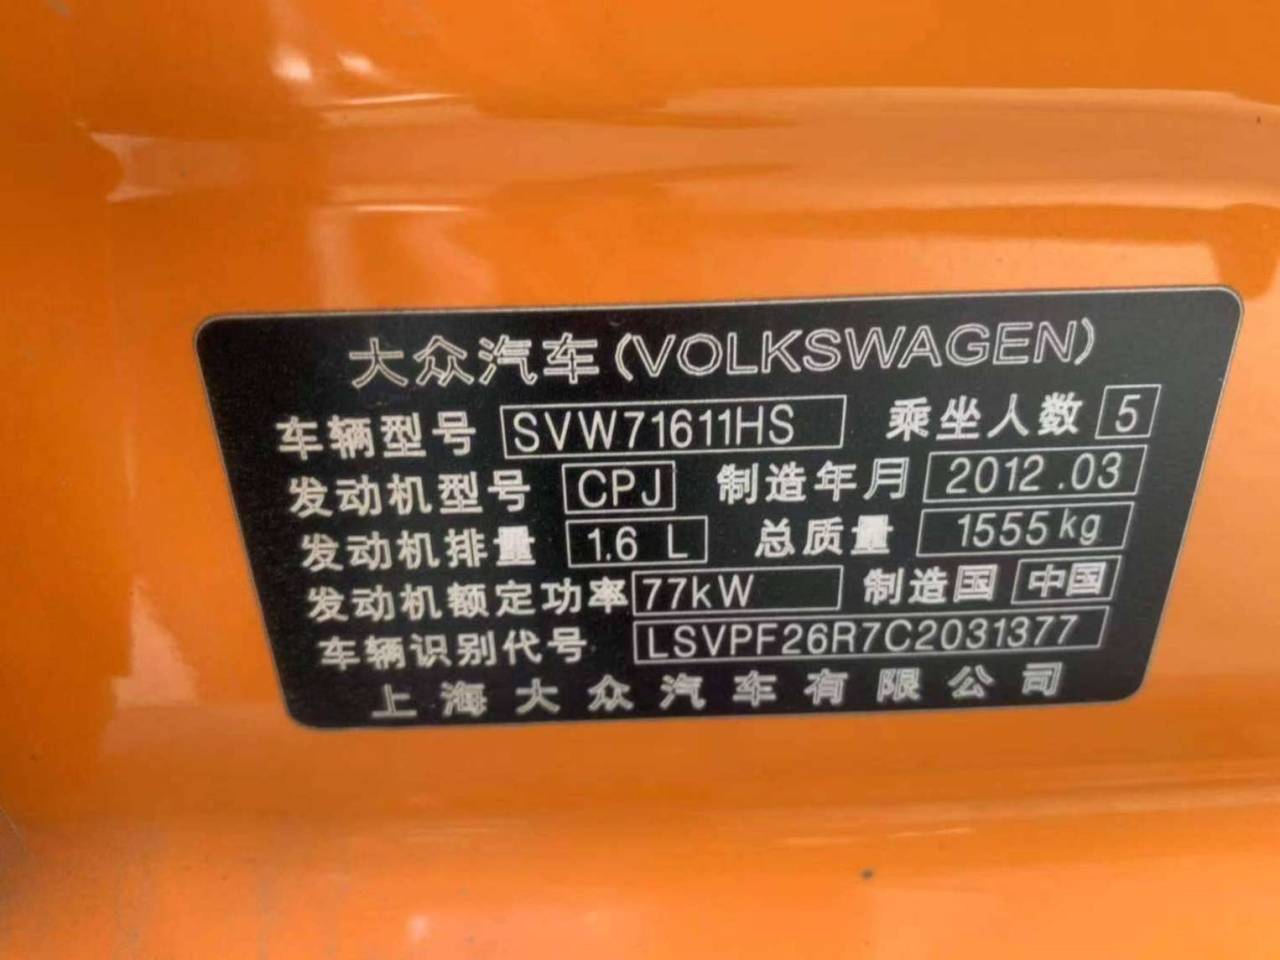 大众汽车(VOLKSWAGEN)
车辆型号 SVW71611HS 乘坐人数 5
发动机型号 CPJ 制造年月 2012.03
发动机排量 1.6 L 总质量 1555kg
发动机额定功率 77kW 制造国 中国
车辆识别代号 LSVPF26R7C2031377
上海大众汽车有限公司